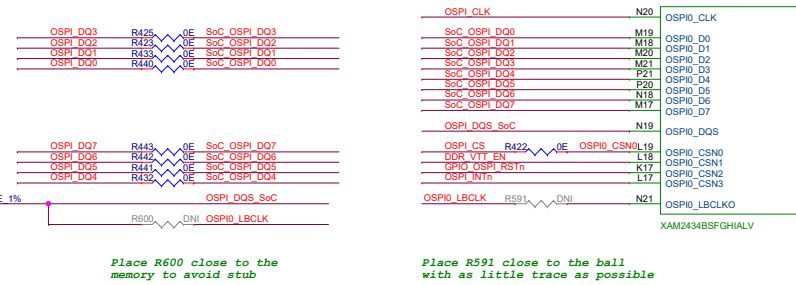 OSPI_DQ3 R425 0E SoC_OSPI_DQ3
OSPI_DQ2 R423 0E SoC_OSPI_DQ2
OSPI_DQ1 R433 0E SoC_OSPI_DQ1
OSPI_DQ0 R440 0E SoC_OSPI_DQ0
OSPI_DQ7 R443 0E SoC_OSPI_DQ7
OSPI_DQ6 R442 0E SoC_OSPI_DQ6
OSPI_DQ5 R441 0E SoC_OSPI_DQ5
OSPI_DQ4 R432 0E SoC_OSPI_DQ4
E_1% OSPI_DQS_SoC
R600 DNI OSPI0_LBCLK
Place R600 close to the
memory to avoid stub
OSPI_CLK N20 OSPI0_CLK
SoC_OSPI_DQ0 M19 OSPI0_D0
SoC_OSPI_DQ1 M18 OSPI0_D1
SoC_OSPI_DQ2 M20 OSPI0_D2
SoC_OSPI_DQ3 M21 OSPI0_D3
SoC_OSPI_DQ4 P21 OSPI0_D4
SoC_OSPI_DQ5 P20 OSPI0_D5
SoC_OSPI_DQ6 N18 OSPI0_D6
SoC_OSPI_DQ7 M17 OSPI0_D7
OSPI_DQS_SoC N19 OSPI0_DQS
OSPI_CS R422 0E OSPI0_CSN0 L19 OSPI0_CSN0
DDR_VTT_EN L18 OSPI0_CSN1
GPIO_OSPI_RSTn K17 OSPI0_CSN2
OSPI_INTn L17 OSPI0_CSN3
OSPI0_LBCLK R591 DNI N21 OSPI0_LBCLKO
XAM2434BSFGHIALV
Place R591 close to the ball
with as little trace as possible